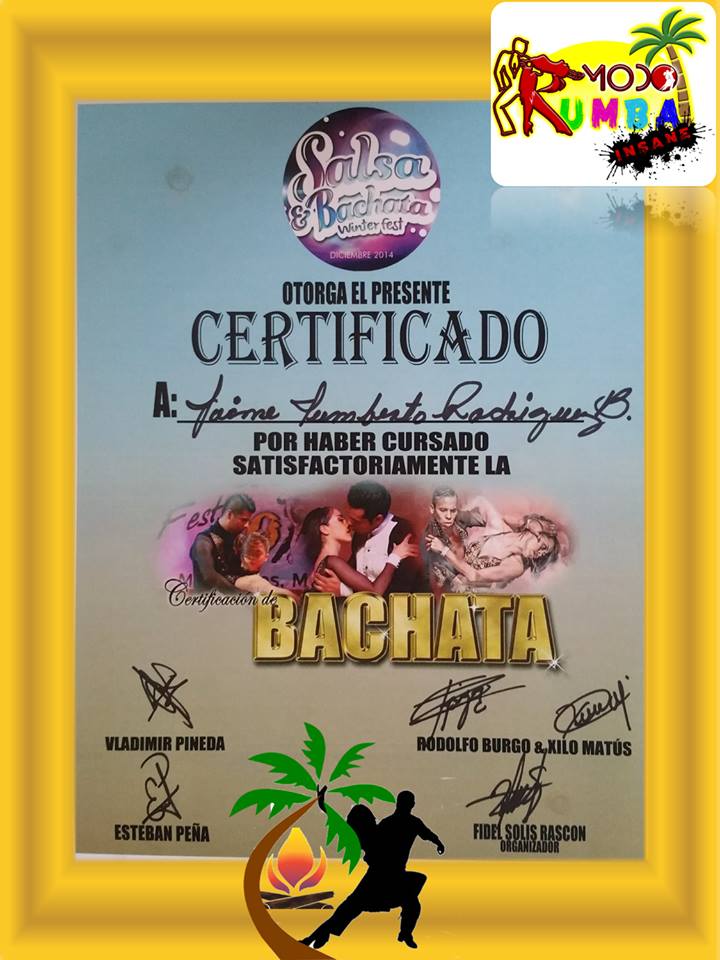 MODO
RUMBA
INSANE
Salsa
& Bachata
Winter fest
DICIEMBRE 2014
OTORGA EL PRESENTE
CERTIFICADO
A: Jaime Humberto Rodriguez B.
POR HABER CURSADO
SATISFACTORIAMENTE LA
Certificación de
BACHATA
VLADIMIR PINEDA
RODOLFO BURGO & XILO MATÚS
ESTEBAN PEÑA
FIDEL SOLIS RASCON
ORGANIZADOR